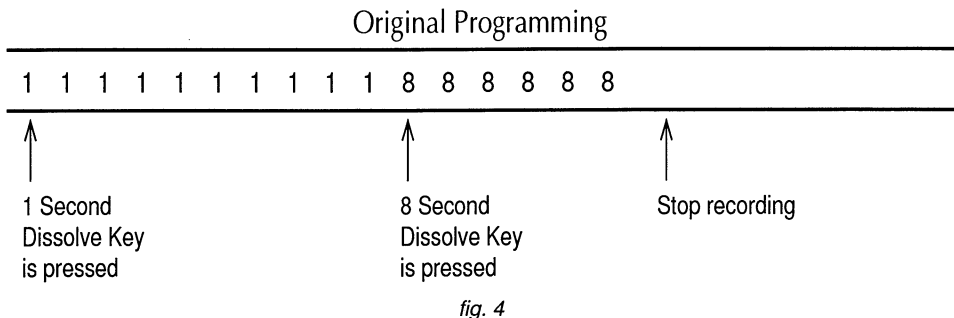 Original Programming
1 1 1 1 1 1 1 1 1 1 8 8 8 8 8 8
1 Second
Dissolve Key
is pressed
8 Second
Dissolve Key
is pressed
Stop recording
fig. 4